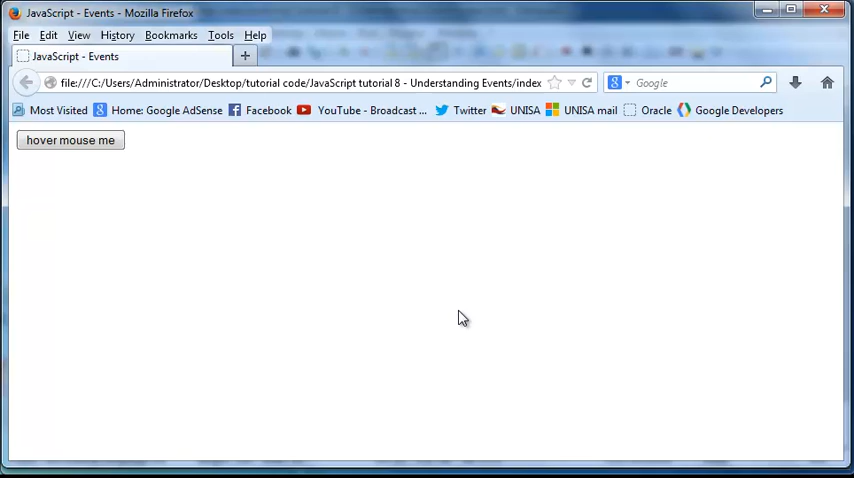 JavaScript - Events - Mozilla Firefox
File Edit View History Bookmarks Tools Help
JavaScript - Events +
file:///C:/Users/Administrator/Desktop/tutorial code/JavaScript tutorial 8 - Understanding Events/index Google
Most Visited Home: Google AdSense Facebook YouTube - Broadcast ... Twitter UNISA UNISA mail Oracle Google Developers
hover mouse me